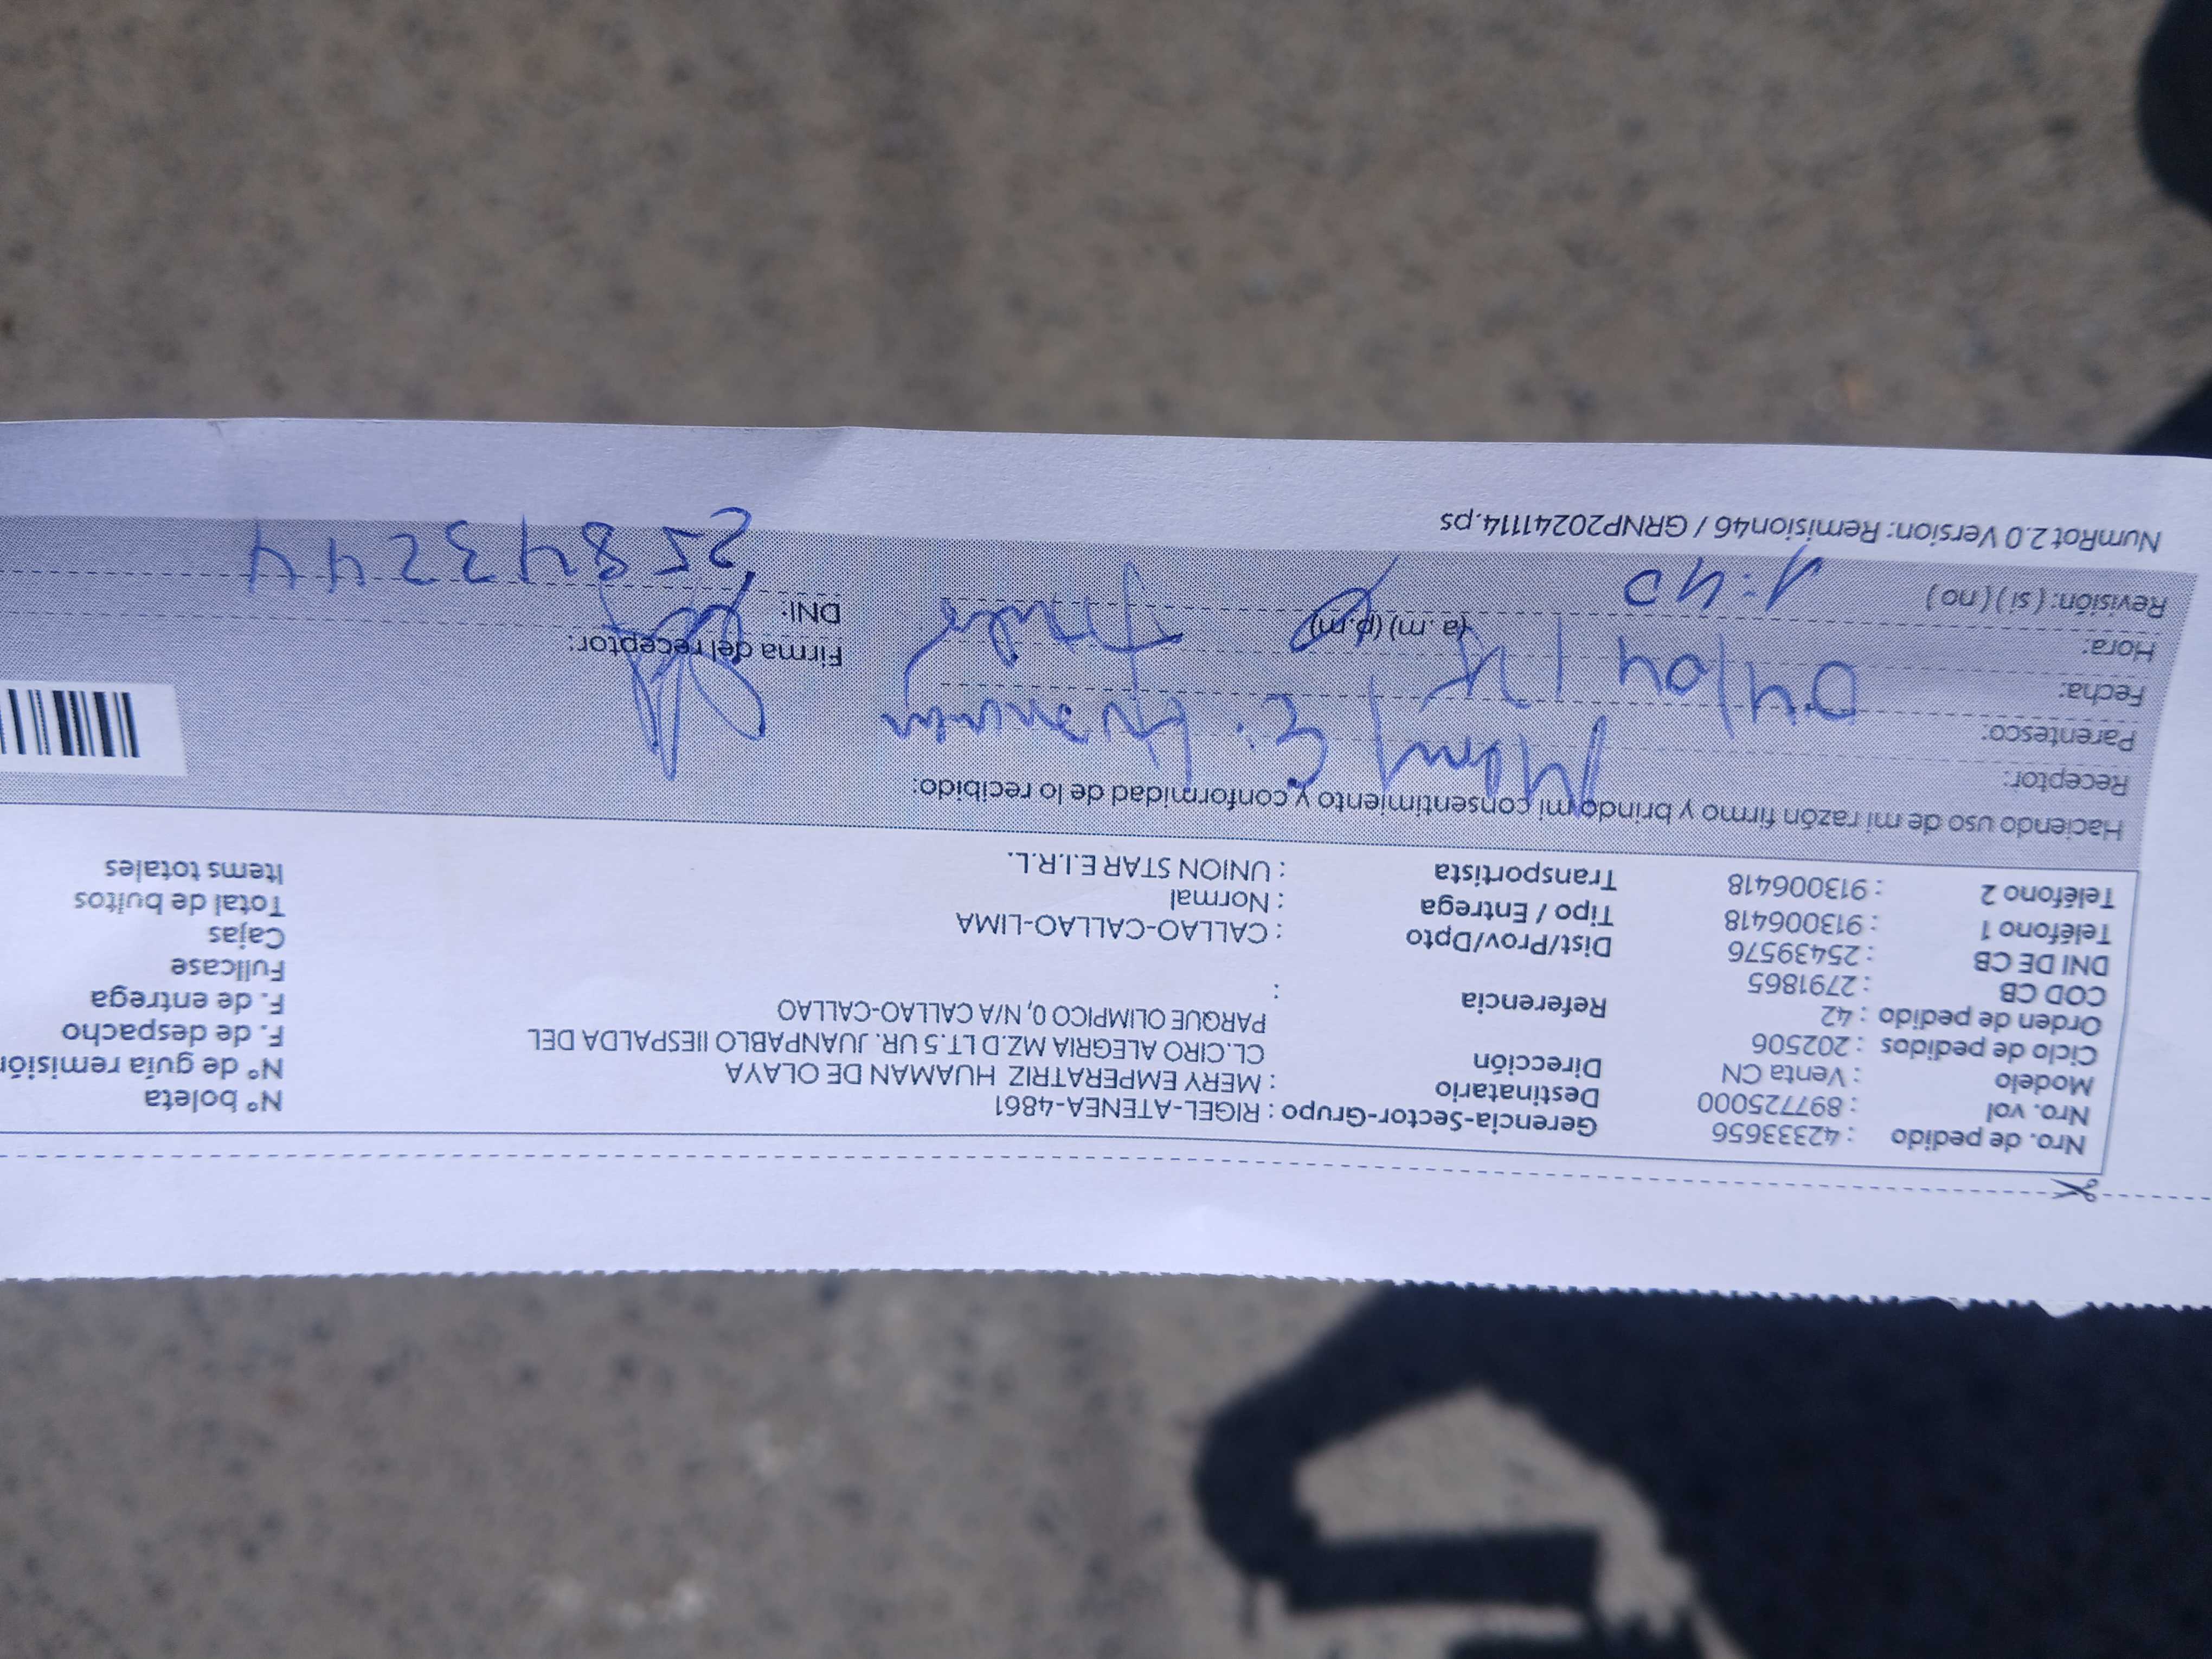 Nro. de pedido : 42333656 Gerencia-Sector-Grupo : RIGEL-ATENEA-4861 N° boleta
Nro. vol : 897725000 Destinatario : MERY EMPERATRIZ HUAMAN DE OLAYA N° de guía remisión
Modelo : Venta CN Dirección CL.CIRO ALEGRIA MZ.D LT.5 UR. JUANPABLO IIESPALDA DEL F. de despacho
Ciclo de pedidos : 202506 PARQUE OLIMPICO 0, N/A CALLAO-CALLAO F. de entrega
Orden de pedido : 42 Referencia : Fullcase
COD CB : 2791865 Dist/Prov/Dpto : CALLAO-CALLAO-LIMA Cajas
DNI DE CB : 25439576 Tipo / Entrega : Normal Total de bultos
Teléfono 1 : 913006418 Transportista : UNION STAR E.I.R.L. Items totales
Teléfono 2 : 913006418
Haciendo uso de mi razón firmo y brindo mi consentimiento y conformidad de lo recibido:
Receptor: E. Huaman
Parentesco:
Fecha: 04/04/25 Firma del receptor:
Hora: 1:40 (a. m) (p.m) DNI: 25843244
Revisión: ( si ) ( no )
NumRot 2.0 Version: Remision46 / GRNP20241114.ps